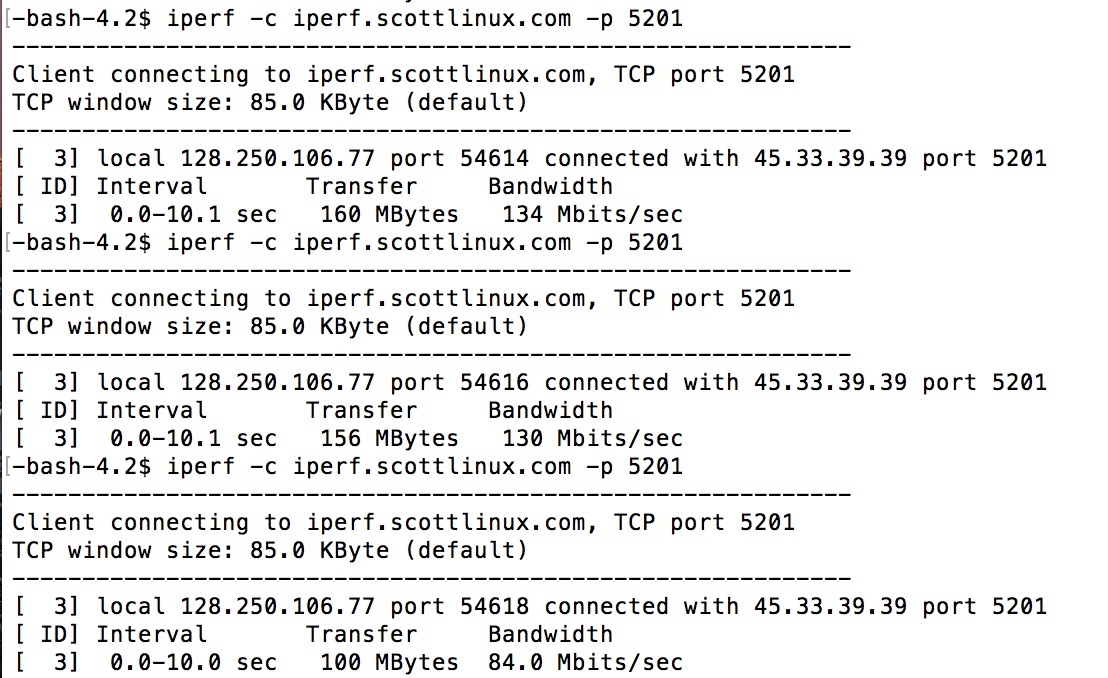 [-bash-4.2$ iperf -c iperf.scottlinux.com -p 5201
------------------------------------------------------------
Client connecting to iperf.scottlinux.com, TCP port 5201
TCP window size: 85.0 KByte (default)
------------------------------------------------------------
[  3] local 128.250.106.77 port 54614 connected with 45.33.39.39 port 5201
[ ID] Interval       Transfer     Bandwidth
[  3]  0.0-10.1 sec   160 MBytes   134 Mbits/sec
[-bash-4.2$ iperf -c iperf.scottlinux.com -p 5201
------------------------------------------------------------
Client connecting to iperf.scottlinux.com, TCP port 5201
TCP window size: 85.0 KByte (default)
------------------------------------------------------------
[  3] local 128.250.106.77 port 54616 connected with 45.33.39.39 port 5201
[ ID] Interval       Transfer     Bandwidth
[  3]  0.0-10.1 sec   156 MBytes   130 Mbits/sec
[-bash-4.2$ iperf -c iperf.scottlinux.com -p 5201
------------------------------------------------------------
Client connecting to iperf.scottlinux.com, TCP port 5201
TCP window size: 85.0 KByte (default)
------------------------------------------------------------
[  3] local 128.250.106.77 port 54618 connected with 45.33.39.39 port 5201
[ ID] Interval       Transfer     Bandwidth
[  3]  0.0-10.0 sec   100 MBytes  84.0 Mbits/sec